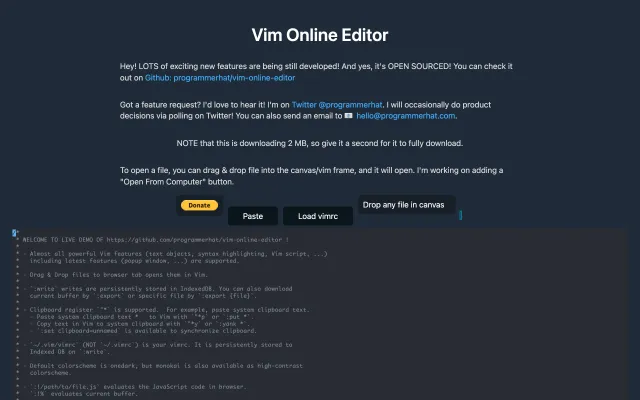 Vim Online Editor
Hey! LOTS of exciting new features are being still developed! And yes, it's OPEN SOURCED! You can check it
out on Github: programmerhat/vim-online-editor
Got a feature request? I'd love to hear it! I'm on Twitter @programmerhat. I will occasionally do product
decisions via polling on Twitter! You can also send an email to 📧 hello@programmerhat.com.
NOTE that this is downloading 2 MB, so give it a second for it to fully download.
To open a file, you can drag & drop file into the canvas/vim frame, and it will open. I'm working on adding a
"Open From Computer" button.
Donate
Paste
Load vimrc
Drop any file in canvas
/*
* WELCOME TO LIVE DEMO OF https://github.com/programmerhat/vim-online-editor !
*
* - Almost all powerful Vim features (text objects, syntax highlighting, Vim script, ...)
*   including latest features (popup window, ...) are supported.
*
* - Drag & Drop files to browser tab opens them in Vim.
*
* - `:write` writes are persistently stored in IndexedDB. You can also download
*   current buffer by `:export` or specific file by `:export {file}`.
*
* - Clipboard register `"*` is supported.  For example, paste system clipboard text.
*   - Paste system clipboard text *  to Vim with `"*p` or `:put *`.
*   - Copy text in Vim to system clipboard with `"*y` or `:yank *`.
*   - `:set clipboard=unnamed` is available to synchronize clipboard.
*
* - `~/.vim/vimrc` (NOT `~/.vimrc`) is your vimrc. It is persistently stored to
*   Indexed DB on `:write`.
*
* - Default colorscheme is onedark, but monokai is also available as high-contrast
*   colorscheme.
*
* - `:!/path/to/file.js` evaluates the JavaScript code in browser.
*   `:!%` evaluates current buffer.